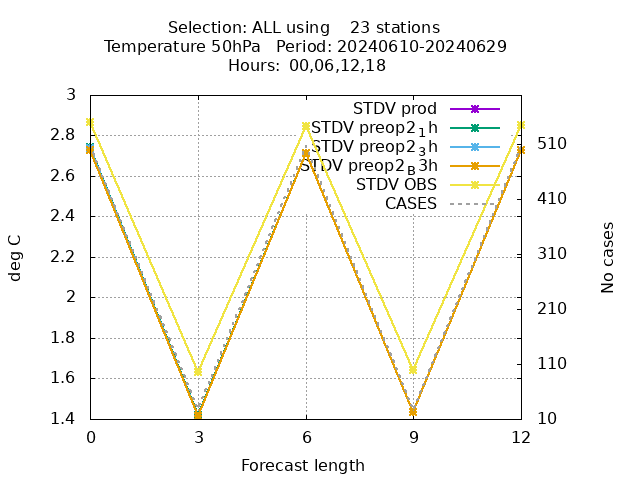 Selection: ALL using    23 stations
Temperature 50hPa   Period: 20240610-20240629
Hours:  00,06,12,18
3
2.8
2.6
2.4
2.2
2
1.8
1.6
1.4
deg C
STDV prod
STDV preop2_1h
STDV preop2_3h
STDV preop2_B3h
STDV OBS
CASES
510
410
310
210
110
10
No cases
0 3 6 9 12
Forecast length